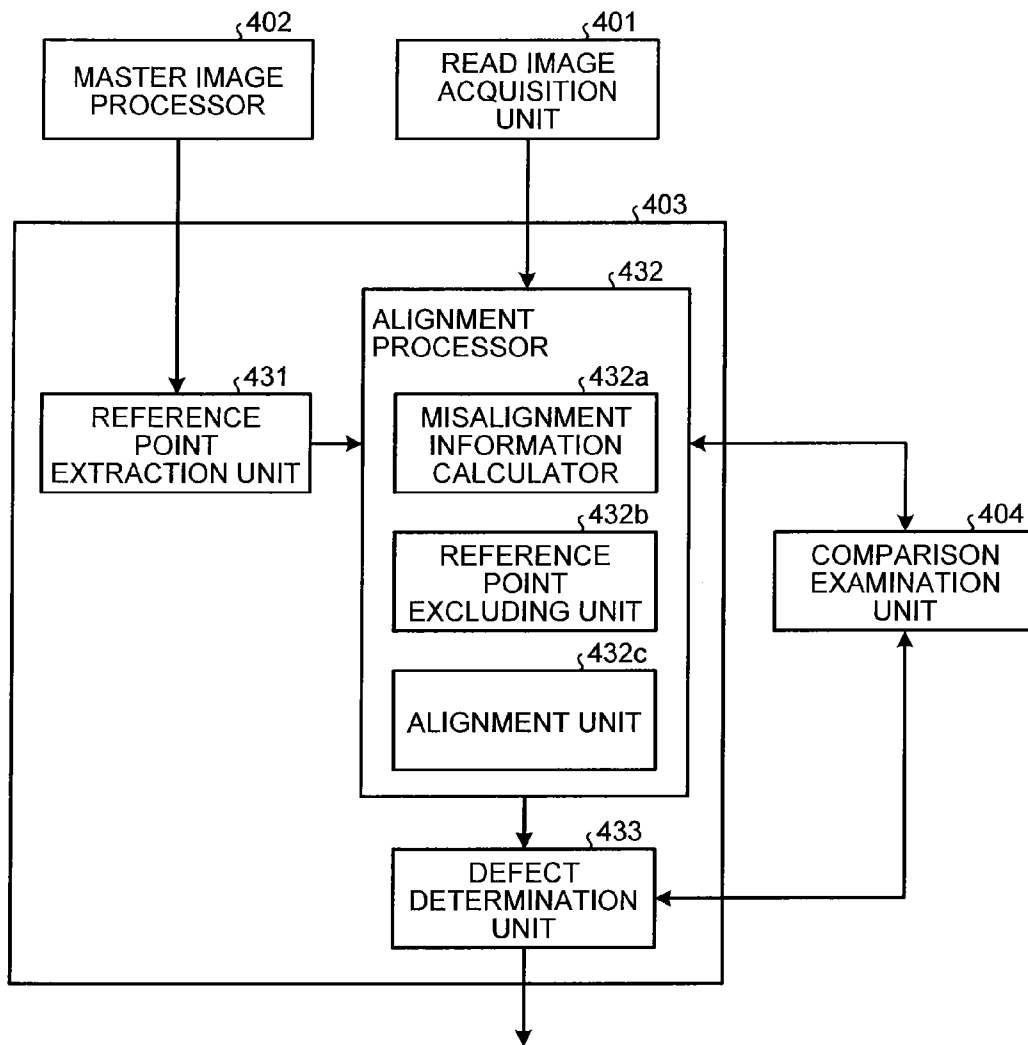 402
MASTER IMAGE
PROCESSOR
401
READ IMAGE
ACQUISITION
UNIT
403
432
ALIGNMENT
PROCESSOR
431
REFERENCE
POINT
EXTRACTION UNIT
432a
MISALIGNMENT
INFORMATION
CALCULATOR
432b
REFERENCE
POINT
EXCLUDING UNIT
432c
ALIGNMENT UNIT
404
COMPARISON
EXAMINATION
UNIT
433
DEFECT
DETERMINATION
UNIT